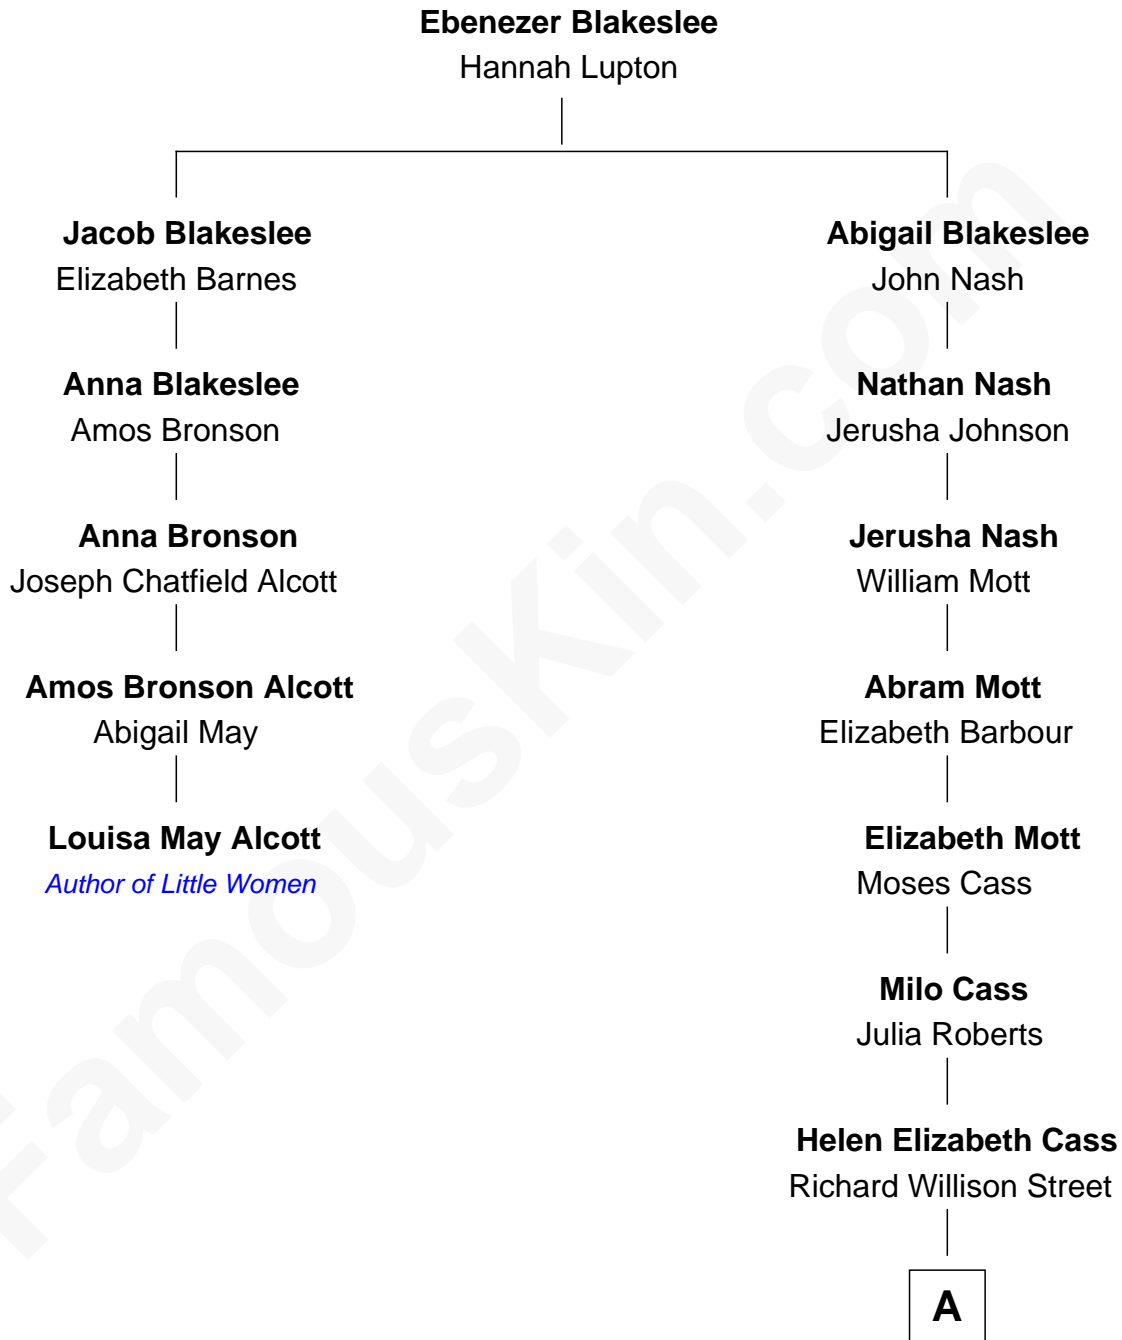 Ebenezer Blakeslee
Hannah Lupton
Jacob Blakeslee
Elizabeth Barnes
Abigail Blakeslee
John Nash
Anna Blakeslee
Amos Bronson
Nathan Nash
Jerusha Johnson
Anna Bronson
Joseph Chatfield Alcott
Jerusha Nash
William Mott
Amos Bronson Alcott
Abigail May
Abram Mott
Elizabeth Barbour
Louisa May Alcott
Author of Little Women
Elizabeth Mott
Moses Cass
Milo Cass
Julia Roberts
Helen Elizabeth Cass
Richard Willison Street
A
FamousKin.com